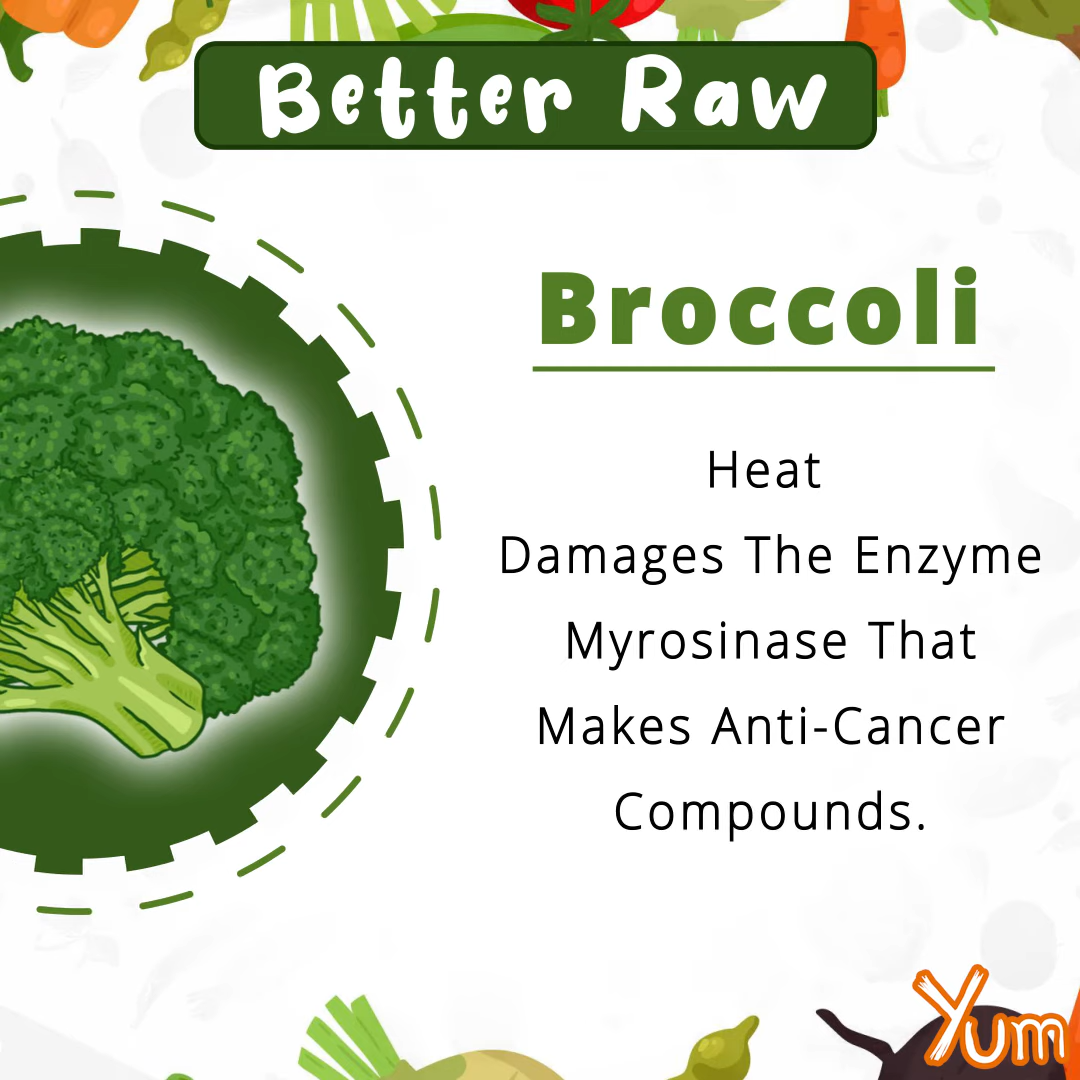 Better Raw
Broccoli
Heat
Damages The Enzyme
Myrosinase That
Makes Anti-Cancer
Compounds.
Yum